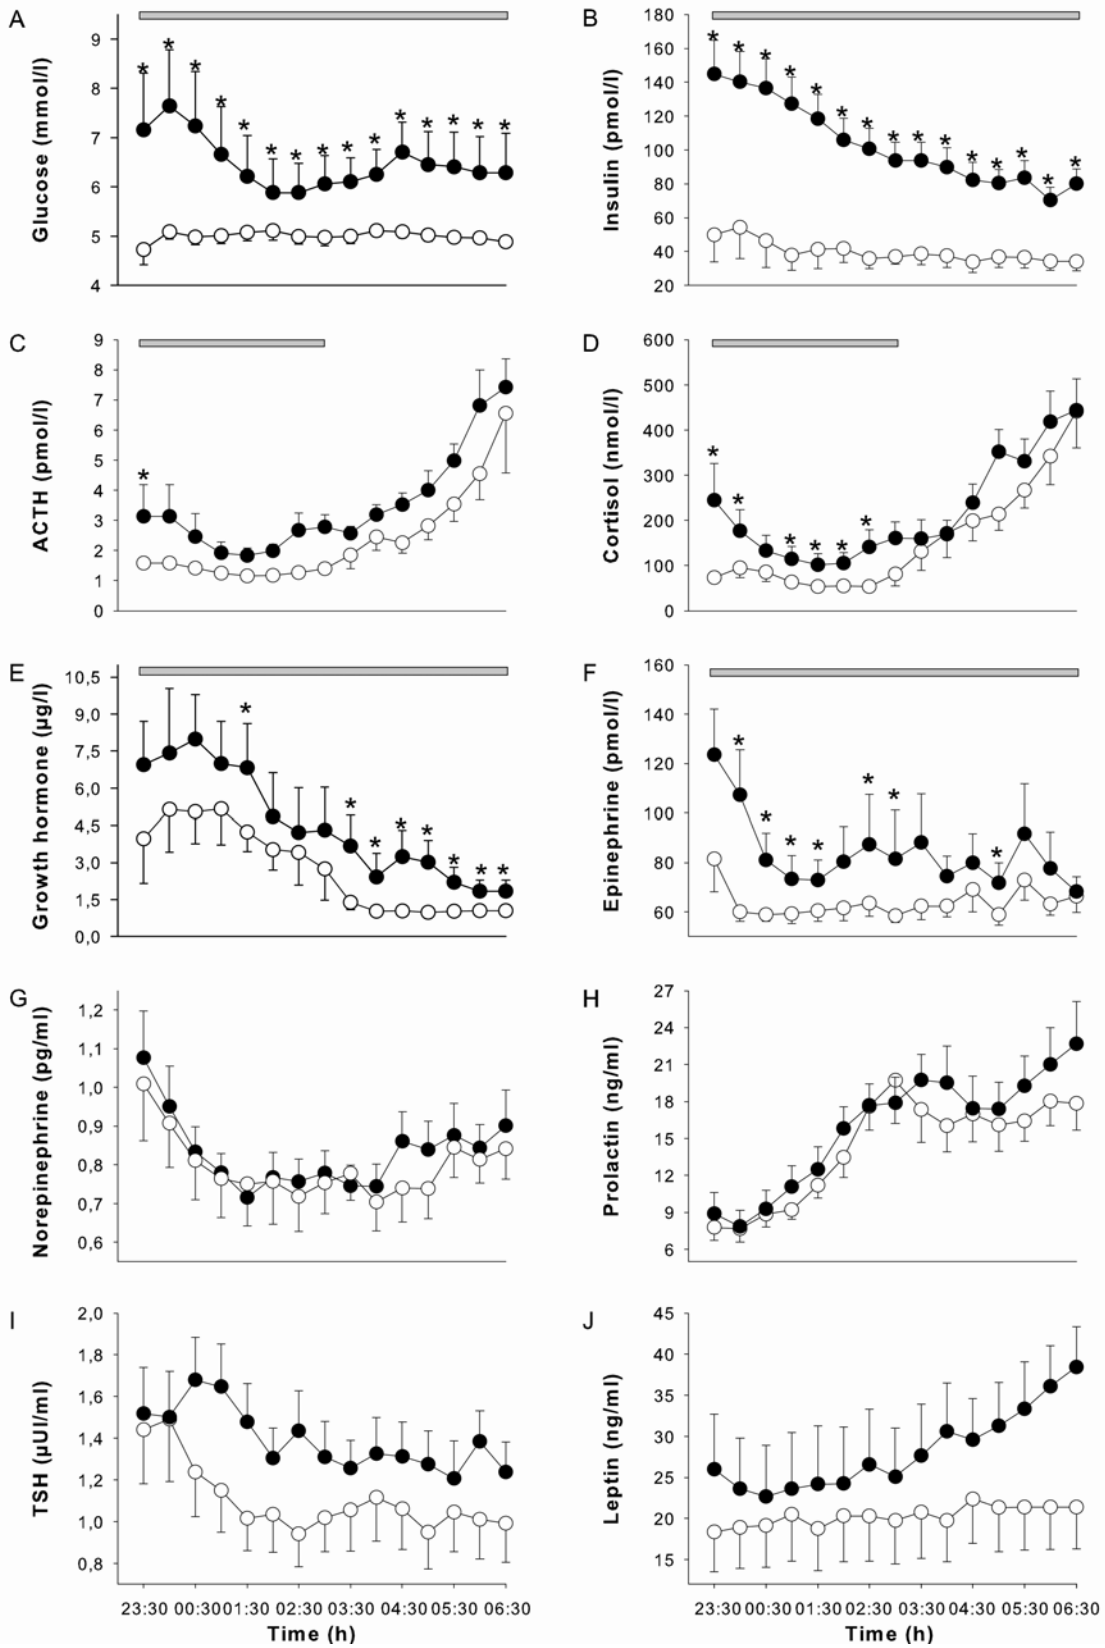 A
Glucose (mmol/l)
9
8
7
6
5
4
* * * * * * * * * * * * * * *
B
Insulin (pmol/l)
180
160
140
120
100
80
60
40
20
* * * * * * * * * * * * * * *
C
ACTH (pmol/l)
9
8
7
6
5
4
3
2
1
0
*
D
Cortisol (nmol/l)
600
500
400
300
200
100
0
* * * * * *
E
Growth hormone (µg/l)
10,5
9,0
7,5
6,0
4,5
3,0
1,5
0,0
* * * * * * * *
F
Epinephrine (pmol/l)
160
140
120
100
80
60
* * * * * * *
G
Norepinephrine (pg/ml)
1,2
1,1
1,0
0,9
0,8
0,7
0,6
H
Prolactin (ng/ml)
27
24
21
18
15
12
9
6
I
TSH (µUI/ml)
2,0
1,8
1,6
1,4
1,2
1,0
0,8
23:30 00:30 01:30 02:30 03:30 04:30 05:30 06:30
Time (h)
J
Leptin (ng/ml)
45
40
35
30
25
20
15
23:30 00:30 01:30 02:30 03:30 04:30 05:30 06:30
Time (h)